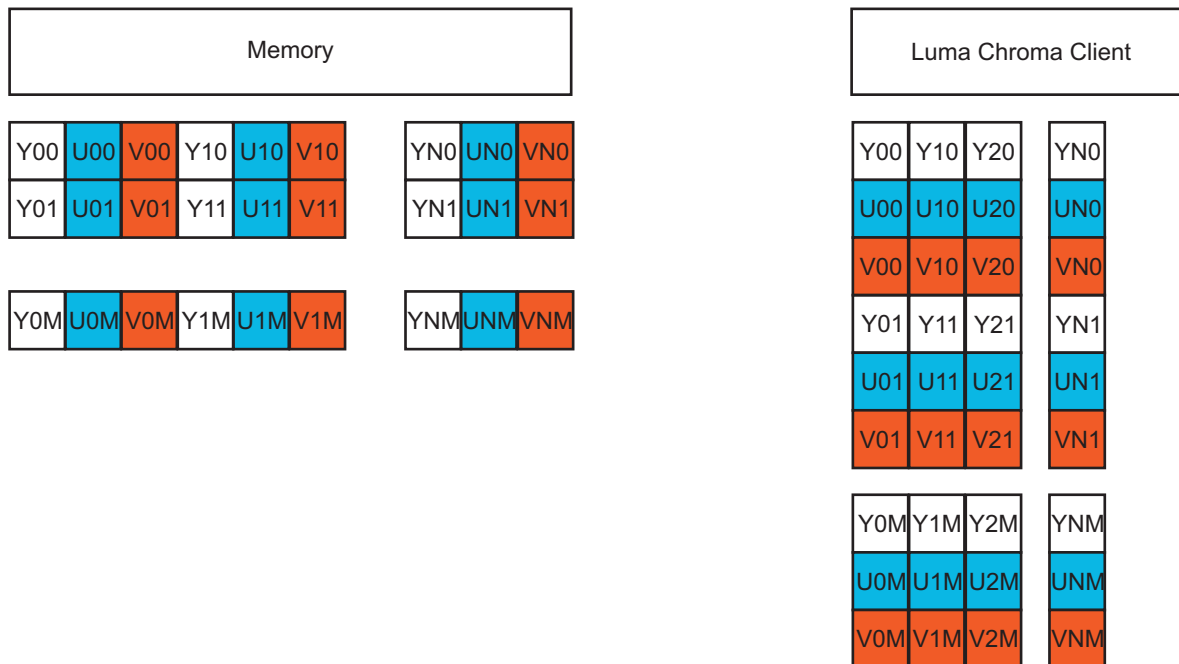 Memory
Luma Chroma Client
Y00 U00 V00 Y10 U10 V10 YN0 UN0 VN0
Y01 U01 V01 Y11 U11 V11 YN1 UN1 VN1
Y0M U0M V0M Y1M U1M V1M YNM UNM VNM
Y00 Y10 Y20 YN0
U00 U10 U20 UN0
V00 V10 V20 VN0
Y01 Y11 Y21 YN1
U01 U11 U21 UN1
V01 V11 V21 VN1
Y0M Y1M Y2M YNM
U0M U1M U2M UNM
V0M V1M V2M VNM